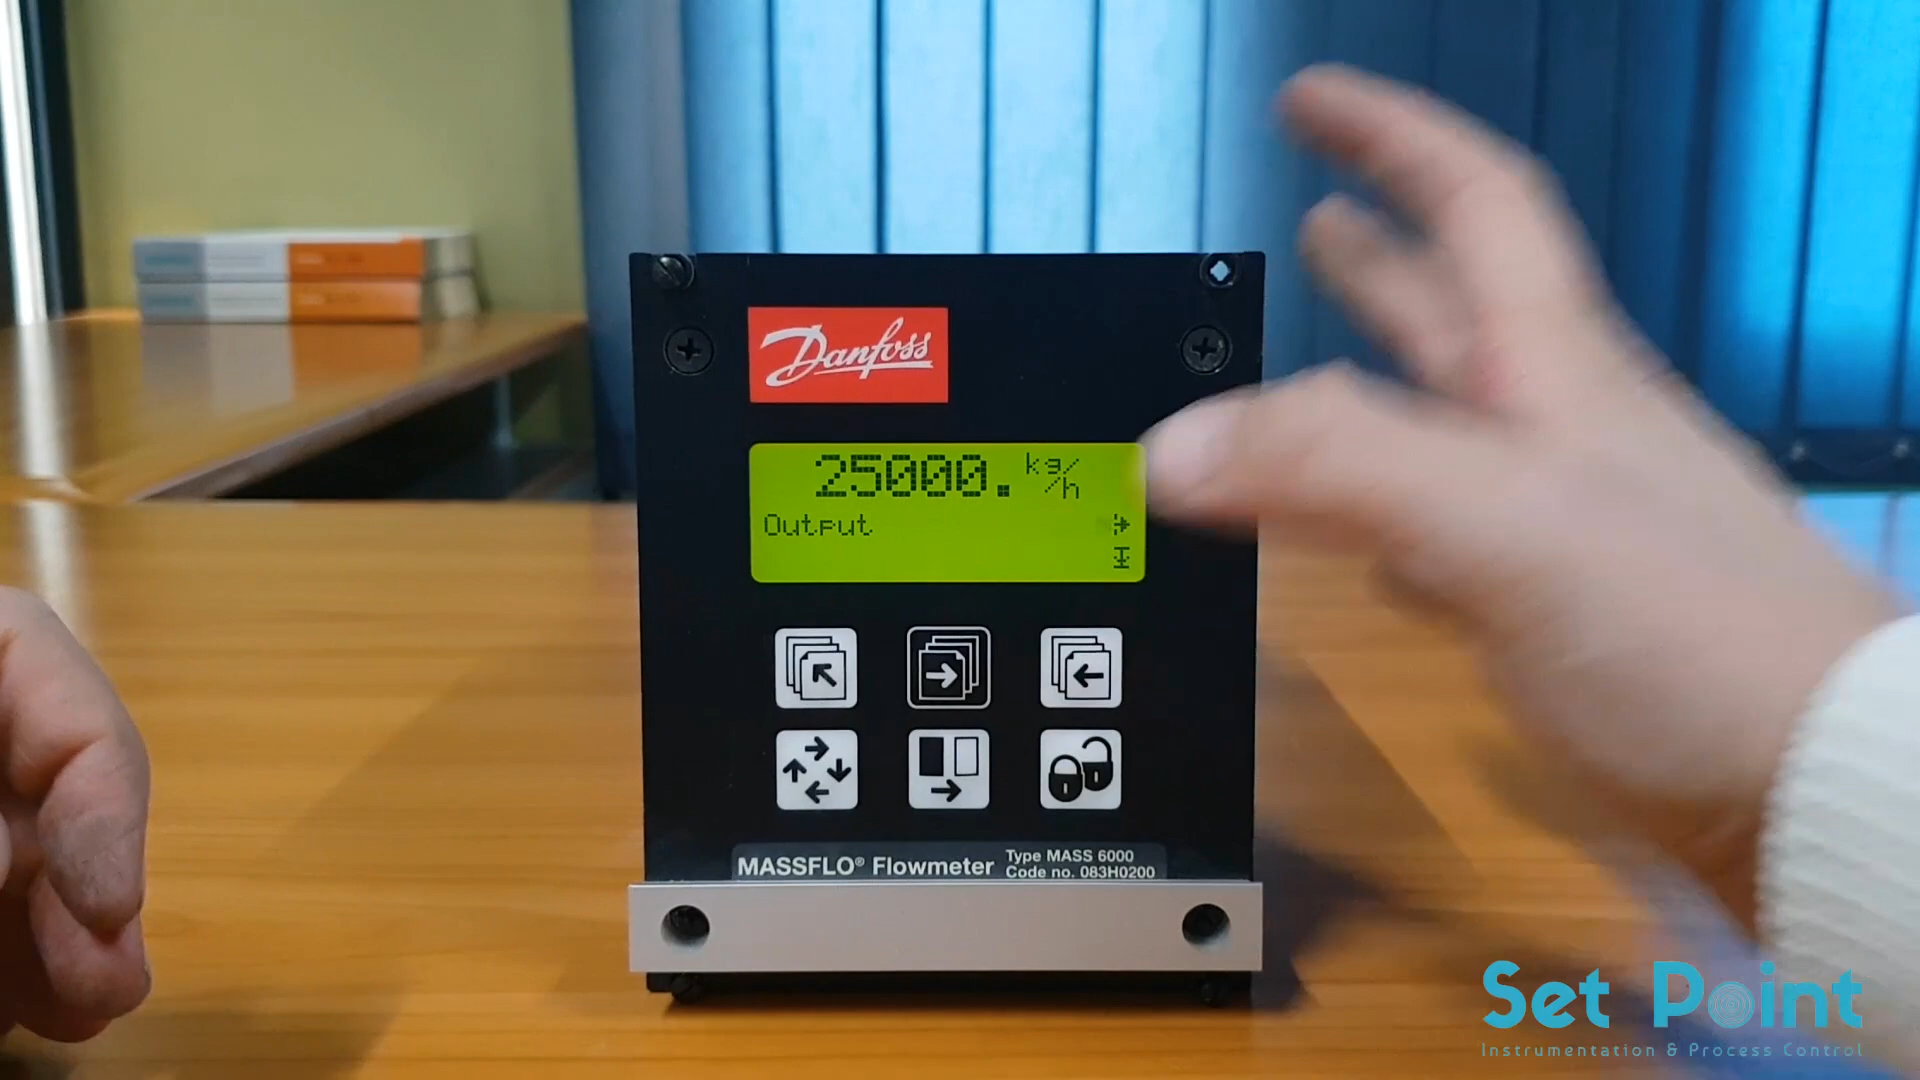 Danfoss
25000. kg/h
Output
MASSFLO® Flowmeter
Type MASS 6000
Code no. 083H0200
Set Point
Instrumentation & Process Control